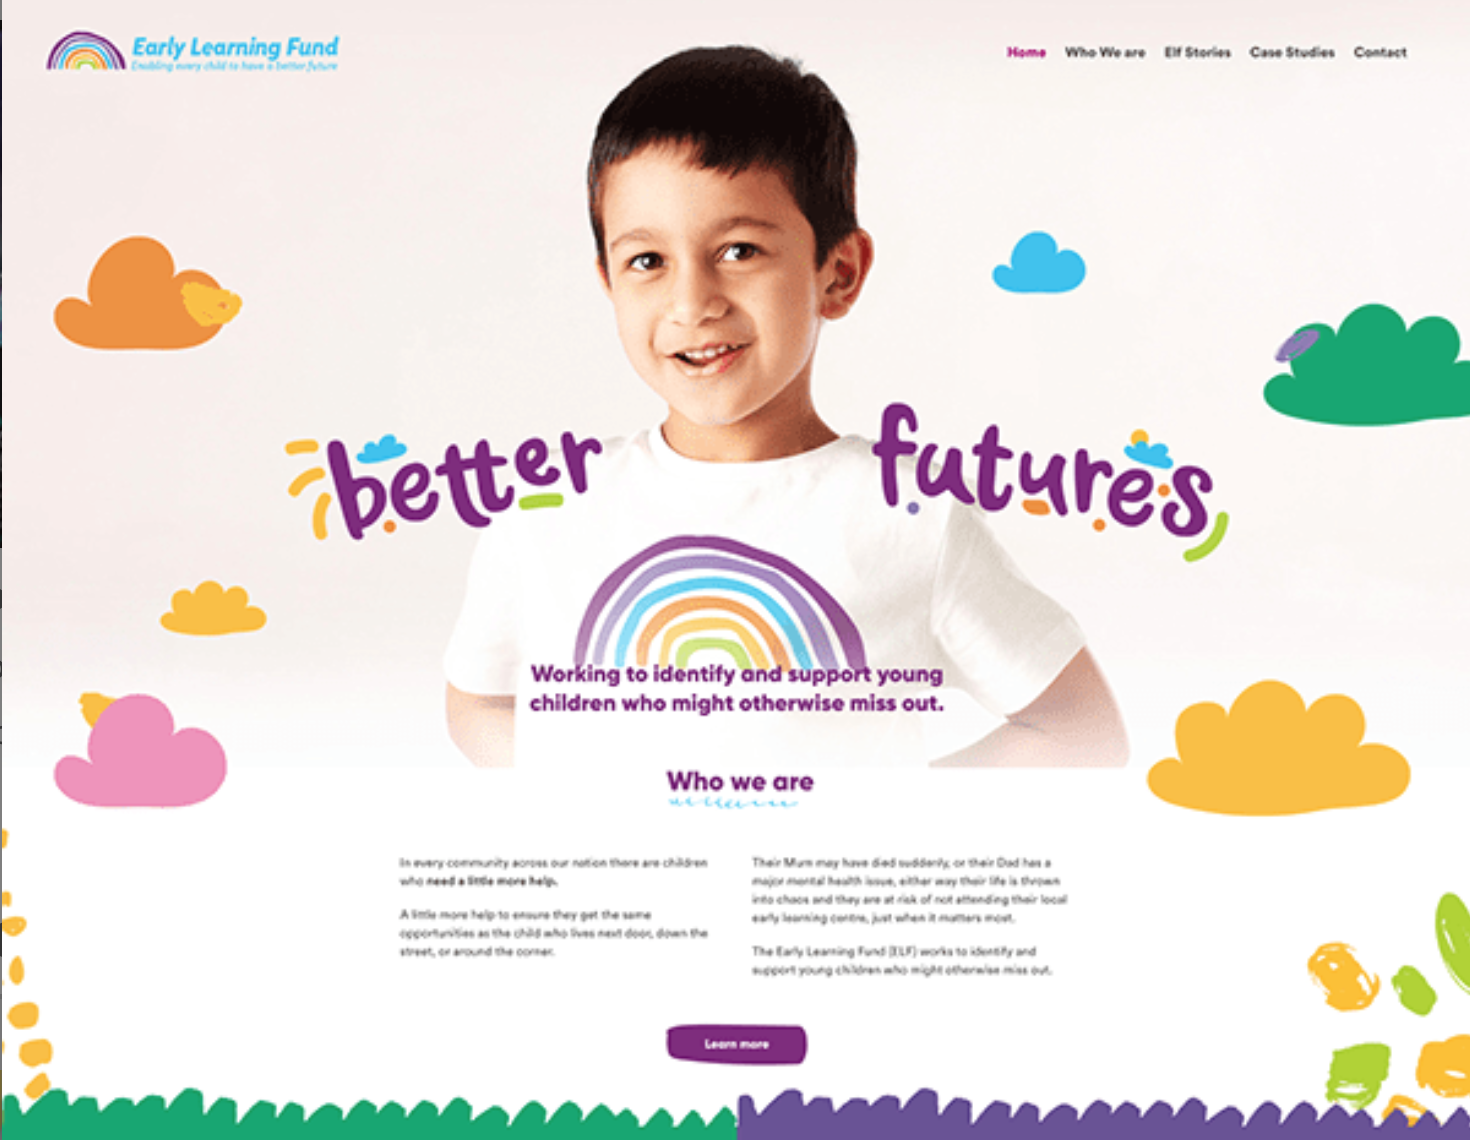 Early Learning Fund
Enabling every child to have a better future
Home Who We are Elf Stories Case Studies Contact
better futures
Working to identify and support young
children who might otherwise miss out.
Who we are
In every community across our nation there are children
who need a little more help.
A little more help to ensure they get the same
opportunities as the child who lives next door, down the
street, or around the corner.
Their Mum may have died suddenly, or their Dad has a
major mental health issue, either way their life is thrown
into chaos and they are at risk of not attending their local
early learning centre, just when it matters most.
The Early Learning Fund (ELF) works to identify and
support young children who might otherwise miss out.
Learn more